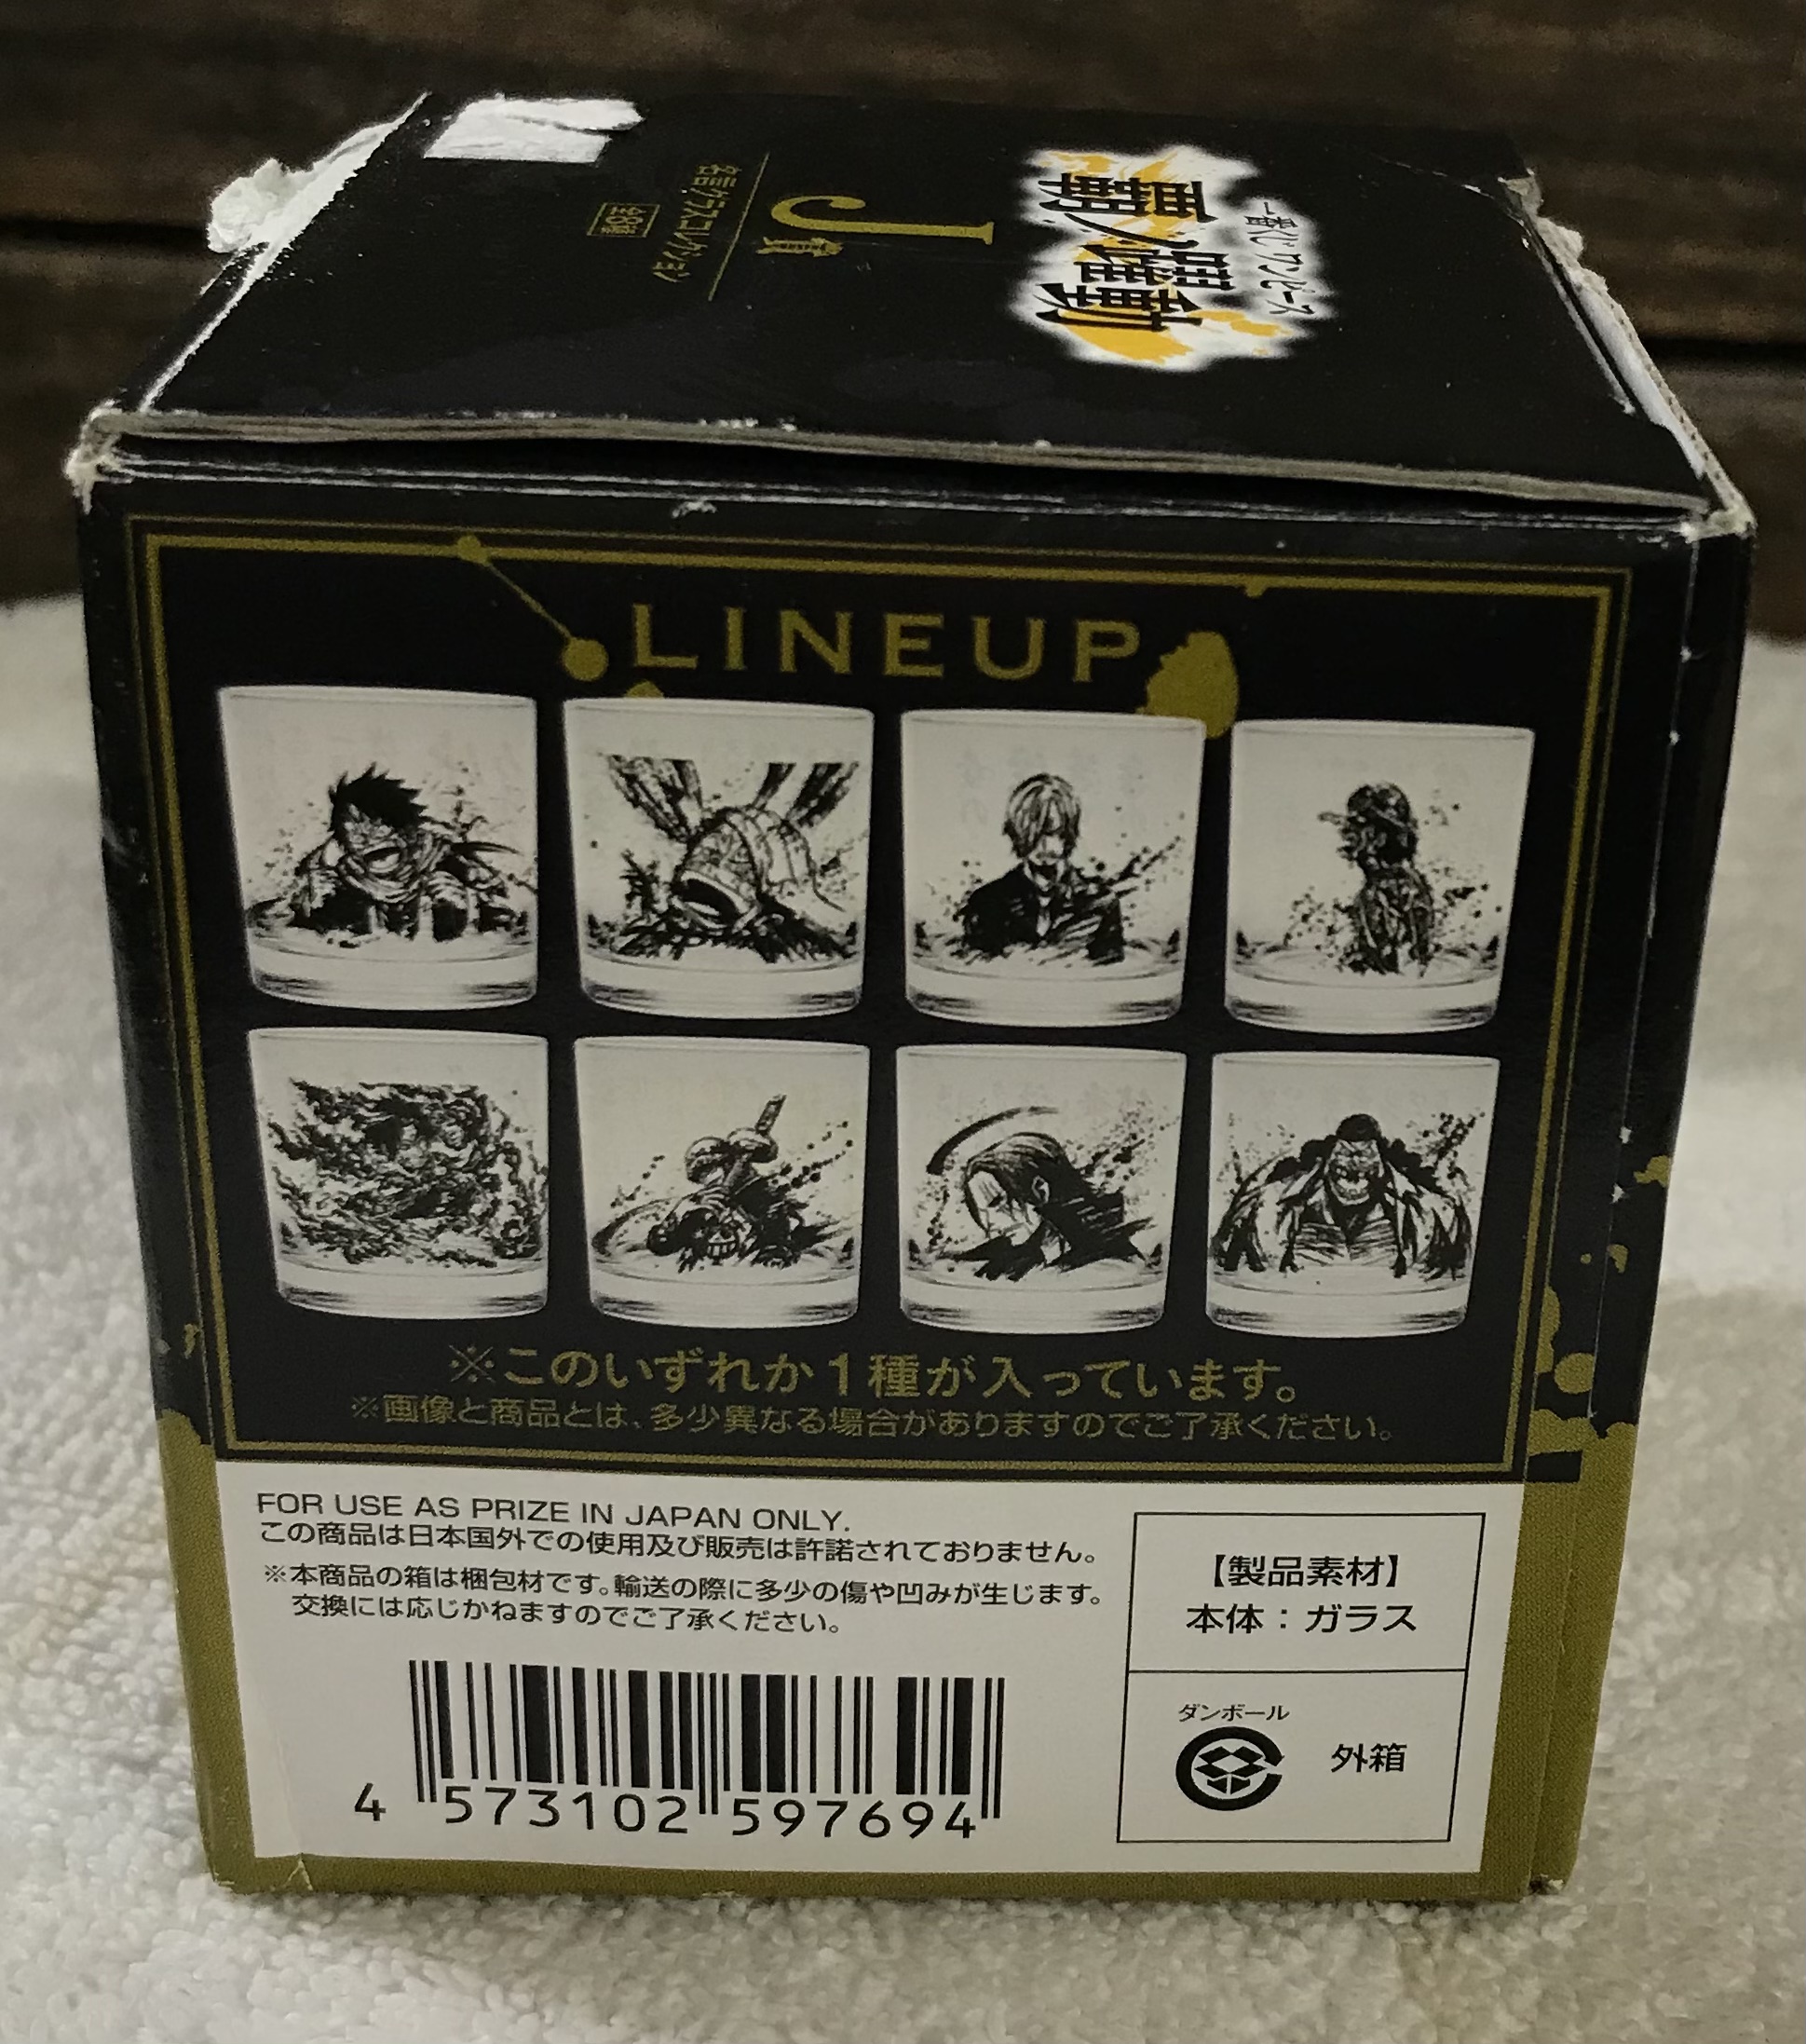 一番くじ ワンピース
覇ノ躍動
J賞
名言グラスコレクション
全8種
LINEUP
※このいずれか1種が入っています。
※画像と商品とは、多少異なる場合がありますのでご了承ください。
FOR USE AS PRIZE IN JAPAN ONLY.
この商品は日本国外での使用及び販売は許諾されておりません。
※本商品の箱は梱包材です。輸送の際に多少の傷や凹みが生じます。
交換には応じかねますのでご了承ください。
【製品素材】
本体：ガラス
ダンボール
外箱
4 573102 597694